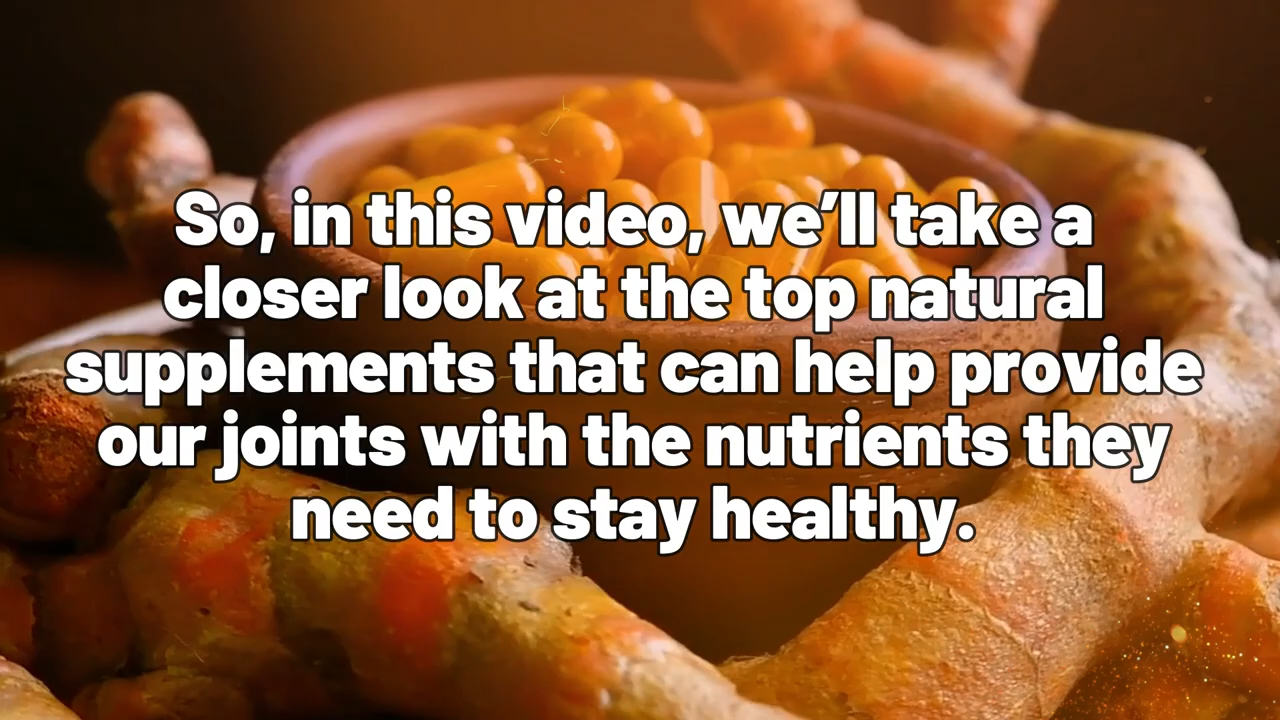 So, in this video, we’ll take a
closer look at the top natural
supplements that can help provide
our joints with the nutrients they
need to stay healthy.